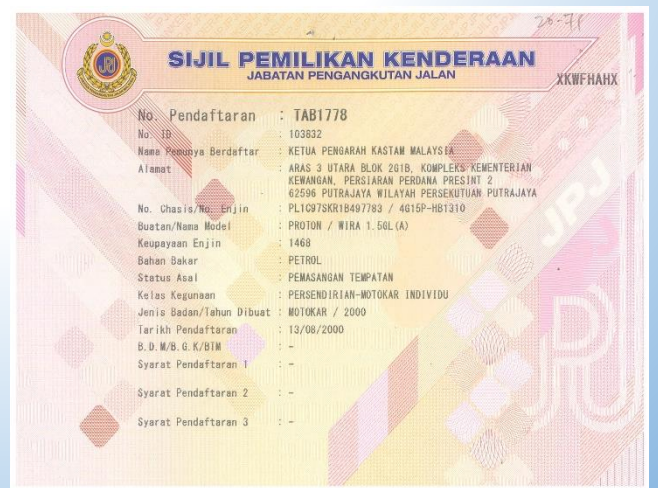 SIJIL PEMILIKAN KENDERAAN
JABATAN PENGANGKUTAN JALAN
XKWFHAHX
No. Pendaftaran : TAB1778
No. ID : 103832
Nama Pemunya Berdaftar : KETUA PENGARAH KASTAM MALAYSIA
Alamat : ARAS 3 UTARA BLOK 2G1B, KOMPLEKS KEMENTERIAN
KEWANGAN, PERSIARAN PERDANA PRESINT 2
62596 PUTRAJAYA WILAYAH PERSEKUTUAN PUTRAJAYA
No. Chasis/No. Enjin : PL1C97SKR1B497783 / 4G15P-HB1310
Buatan/Nama Model : PROTON / WIRA 1.5GL(A)
Keupayaan Enjin : 1468
Bahan Bakar : PETROL
Status Asal : PEMASANGAN TEMPATAN
Kelas Kegunaan : PERSENDIRIAN-MOTOKAR INDIVIDU
Jenis Badan/Tahun Dibuat : MOTOKAR / 2000
Tarikh Pendaftaran : 13/08/2000
B.D.M/B.G.K/BTM : -
Syarat Pendaftaran 1 : -
Syarat Pendaftaran 2 : -
Syarat Pendaftaran 3 : -
JPJ